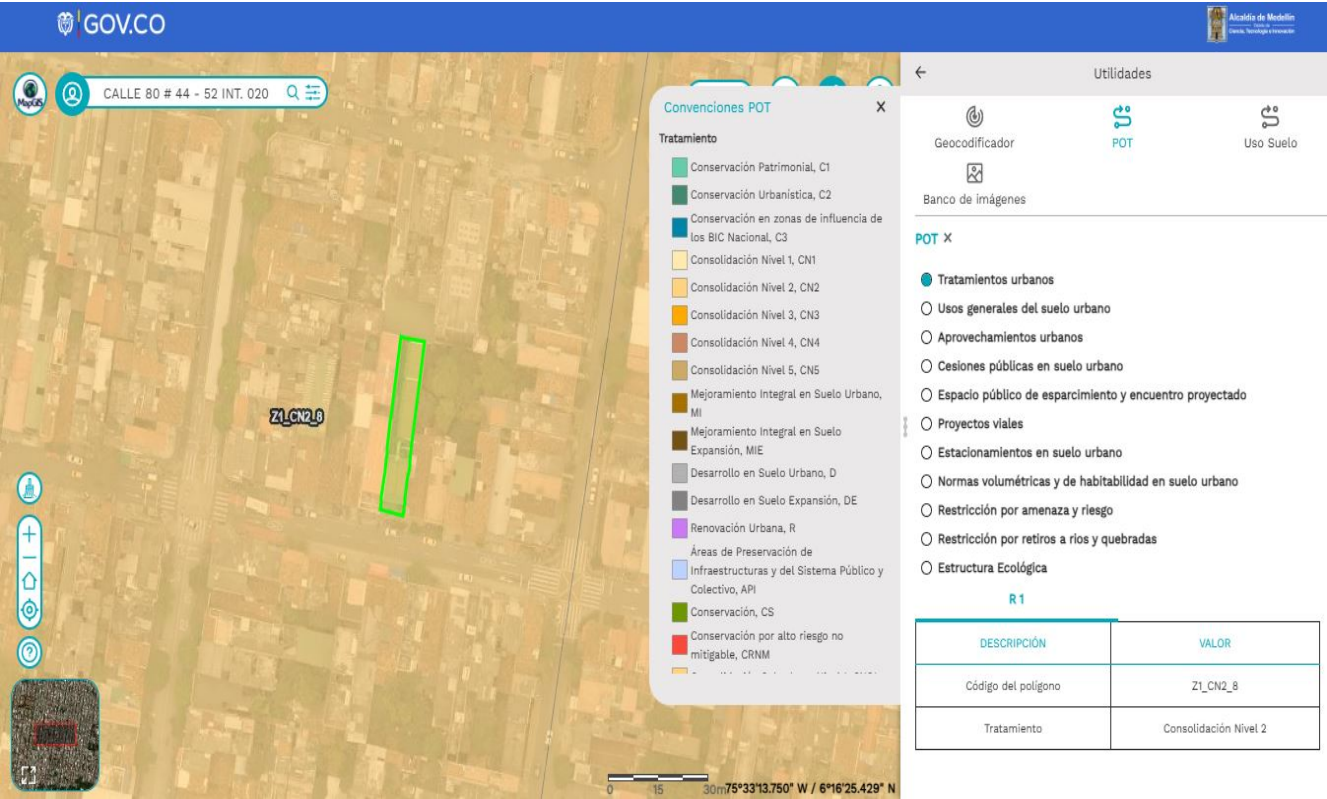 GOV.CO
Alcaldía de Medellín
Distrito de
Ciencia, Tecnología e Innovación
MapGIS
CALLE 80 # 44 - 52 INT. 020
Z1_CN2_8
0 15 30m
75°33'13.750" W / 6°16'25.429" N
Convenciones POT X
Tratamiento
Conservación Patrimonial, C1
Conservación Urbanística, C2
Conservación en zonas de influencia de
los BIC Nacional, C3
Consolidación Nivel 1, CN1
Consolidación Nivel 2, CN2
Consolidación Nivel 3, CN3
Consolidación Nivel 4, CN4
Consolidación Nivel 5, CN5
Mejoramiento Integral en Suelo Urbano,
MI
Mejoramiento Integral en Suelo
Expansión, MIE
Desarrollo en Suelo Urbano, D
Desarrollo en Suelo Expansión, DE
Renovación Urbana, R
Áreas de Preservación de
Infraestructuras y del Sistema Público y
Colectivo, API
Conservación, CS
Conservación por alto riesgo no
mitigable, CRNM
Utilidades
Geocodificador POT Uso Suelo
Banco de imágenes
POT X
Tratamientos urbanos
Usos generales del suelo urbano
Aprovechamientos urbanos
Cesiones públicas en suelo urbano
Espacio público de esparcimiento y encuentro proyectado
Proyectos viales
Estacionamientos en suelo urbano
Normas volumétricas y de habitabilidad en suelo urbano
Restricción por amenaza y riesgo
Restricción por retiros a rios y quebradas
Estructura Ecológica
R 1
DESCRIPCIÓN VALOR
Código del polígono Z1_CN2_8
Tratamiento Consolidación Nivel 2